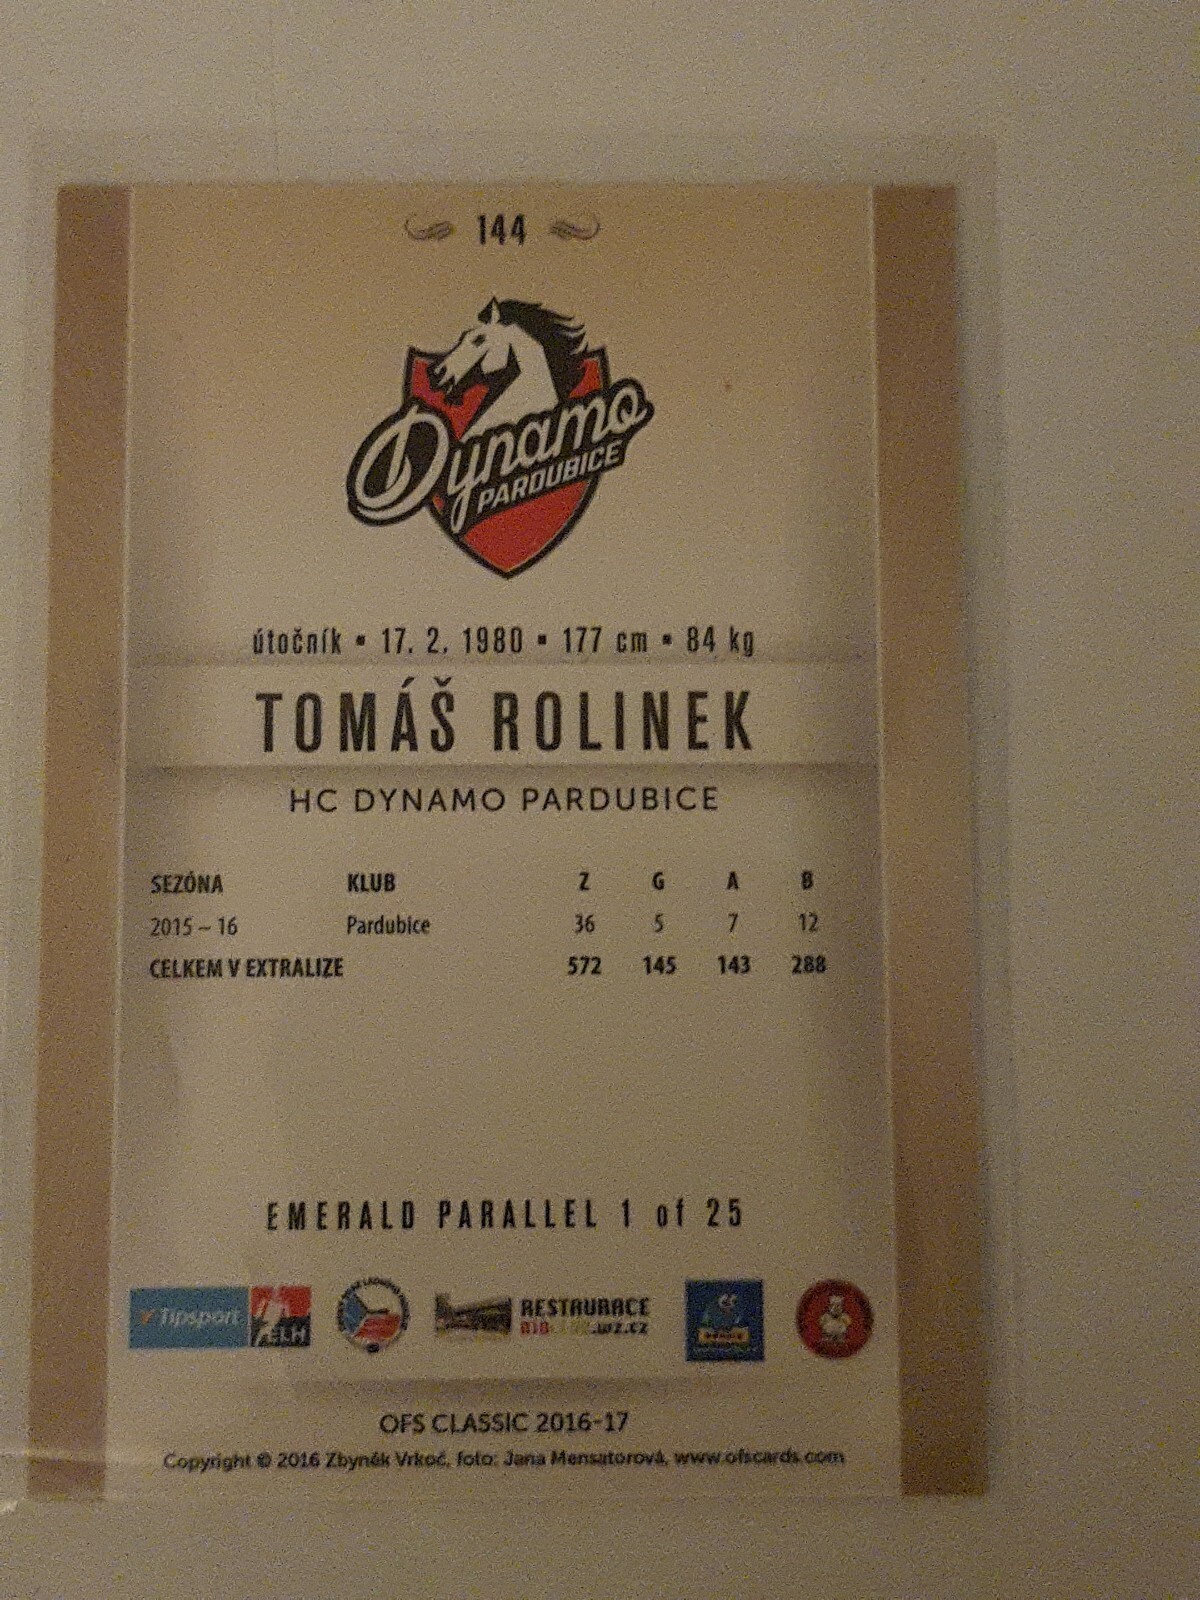 144
Dynamo
PARDUBICE
útočník ▪ 17. 2. 1980 ▪ 177 cm ▪ 84 kg
TOMÁŠ ROLINEK
HC DYNAMO PARDUBICE
SEZÓNA KLUB Z G A B
2015 – 16 Pardubice 36 5 7 12
CELKEM V EXTRALIZE 572 145 143 288
EMERALD PARALLEL 1 of 25
Tipsport ELH
RESTAURACE
OFS CLASSIC 2016-17
Copyright © 2016 Zbyněk Vrkoč, foto: Jana Mensatorová, www.ofscards.com